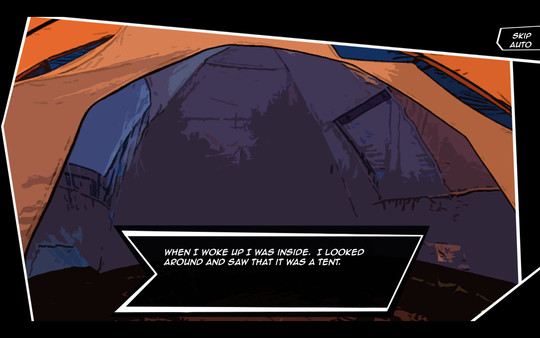 SKIP
AUTO
WHEN I WOKE UP I WAS INSIDE. I LOOKED
AROUND AND SAW THAT IT WAS A TENT.